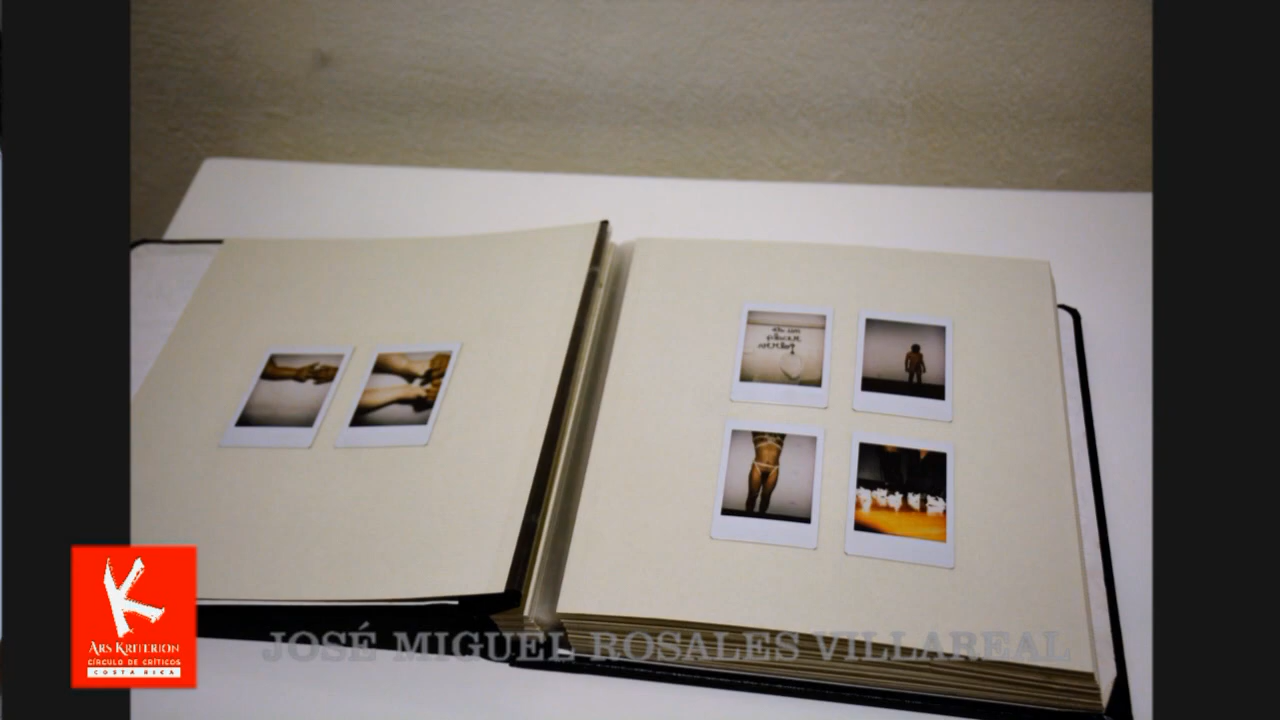 ARS KRITERION
CÍRCULO DE CRÍTICOS
COSTA RICA
JOSÉ MIGUEL ROSALES VILLAREAL